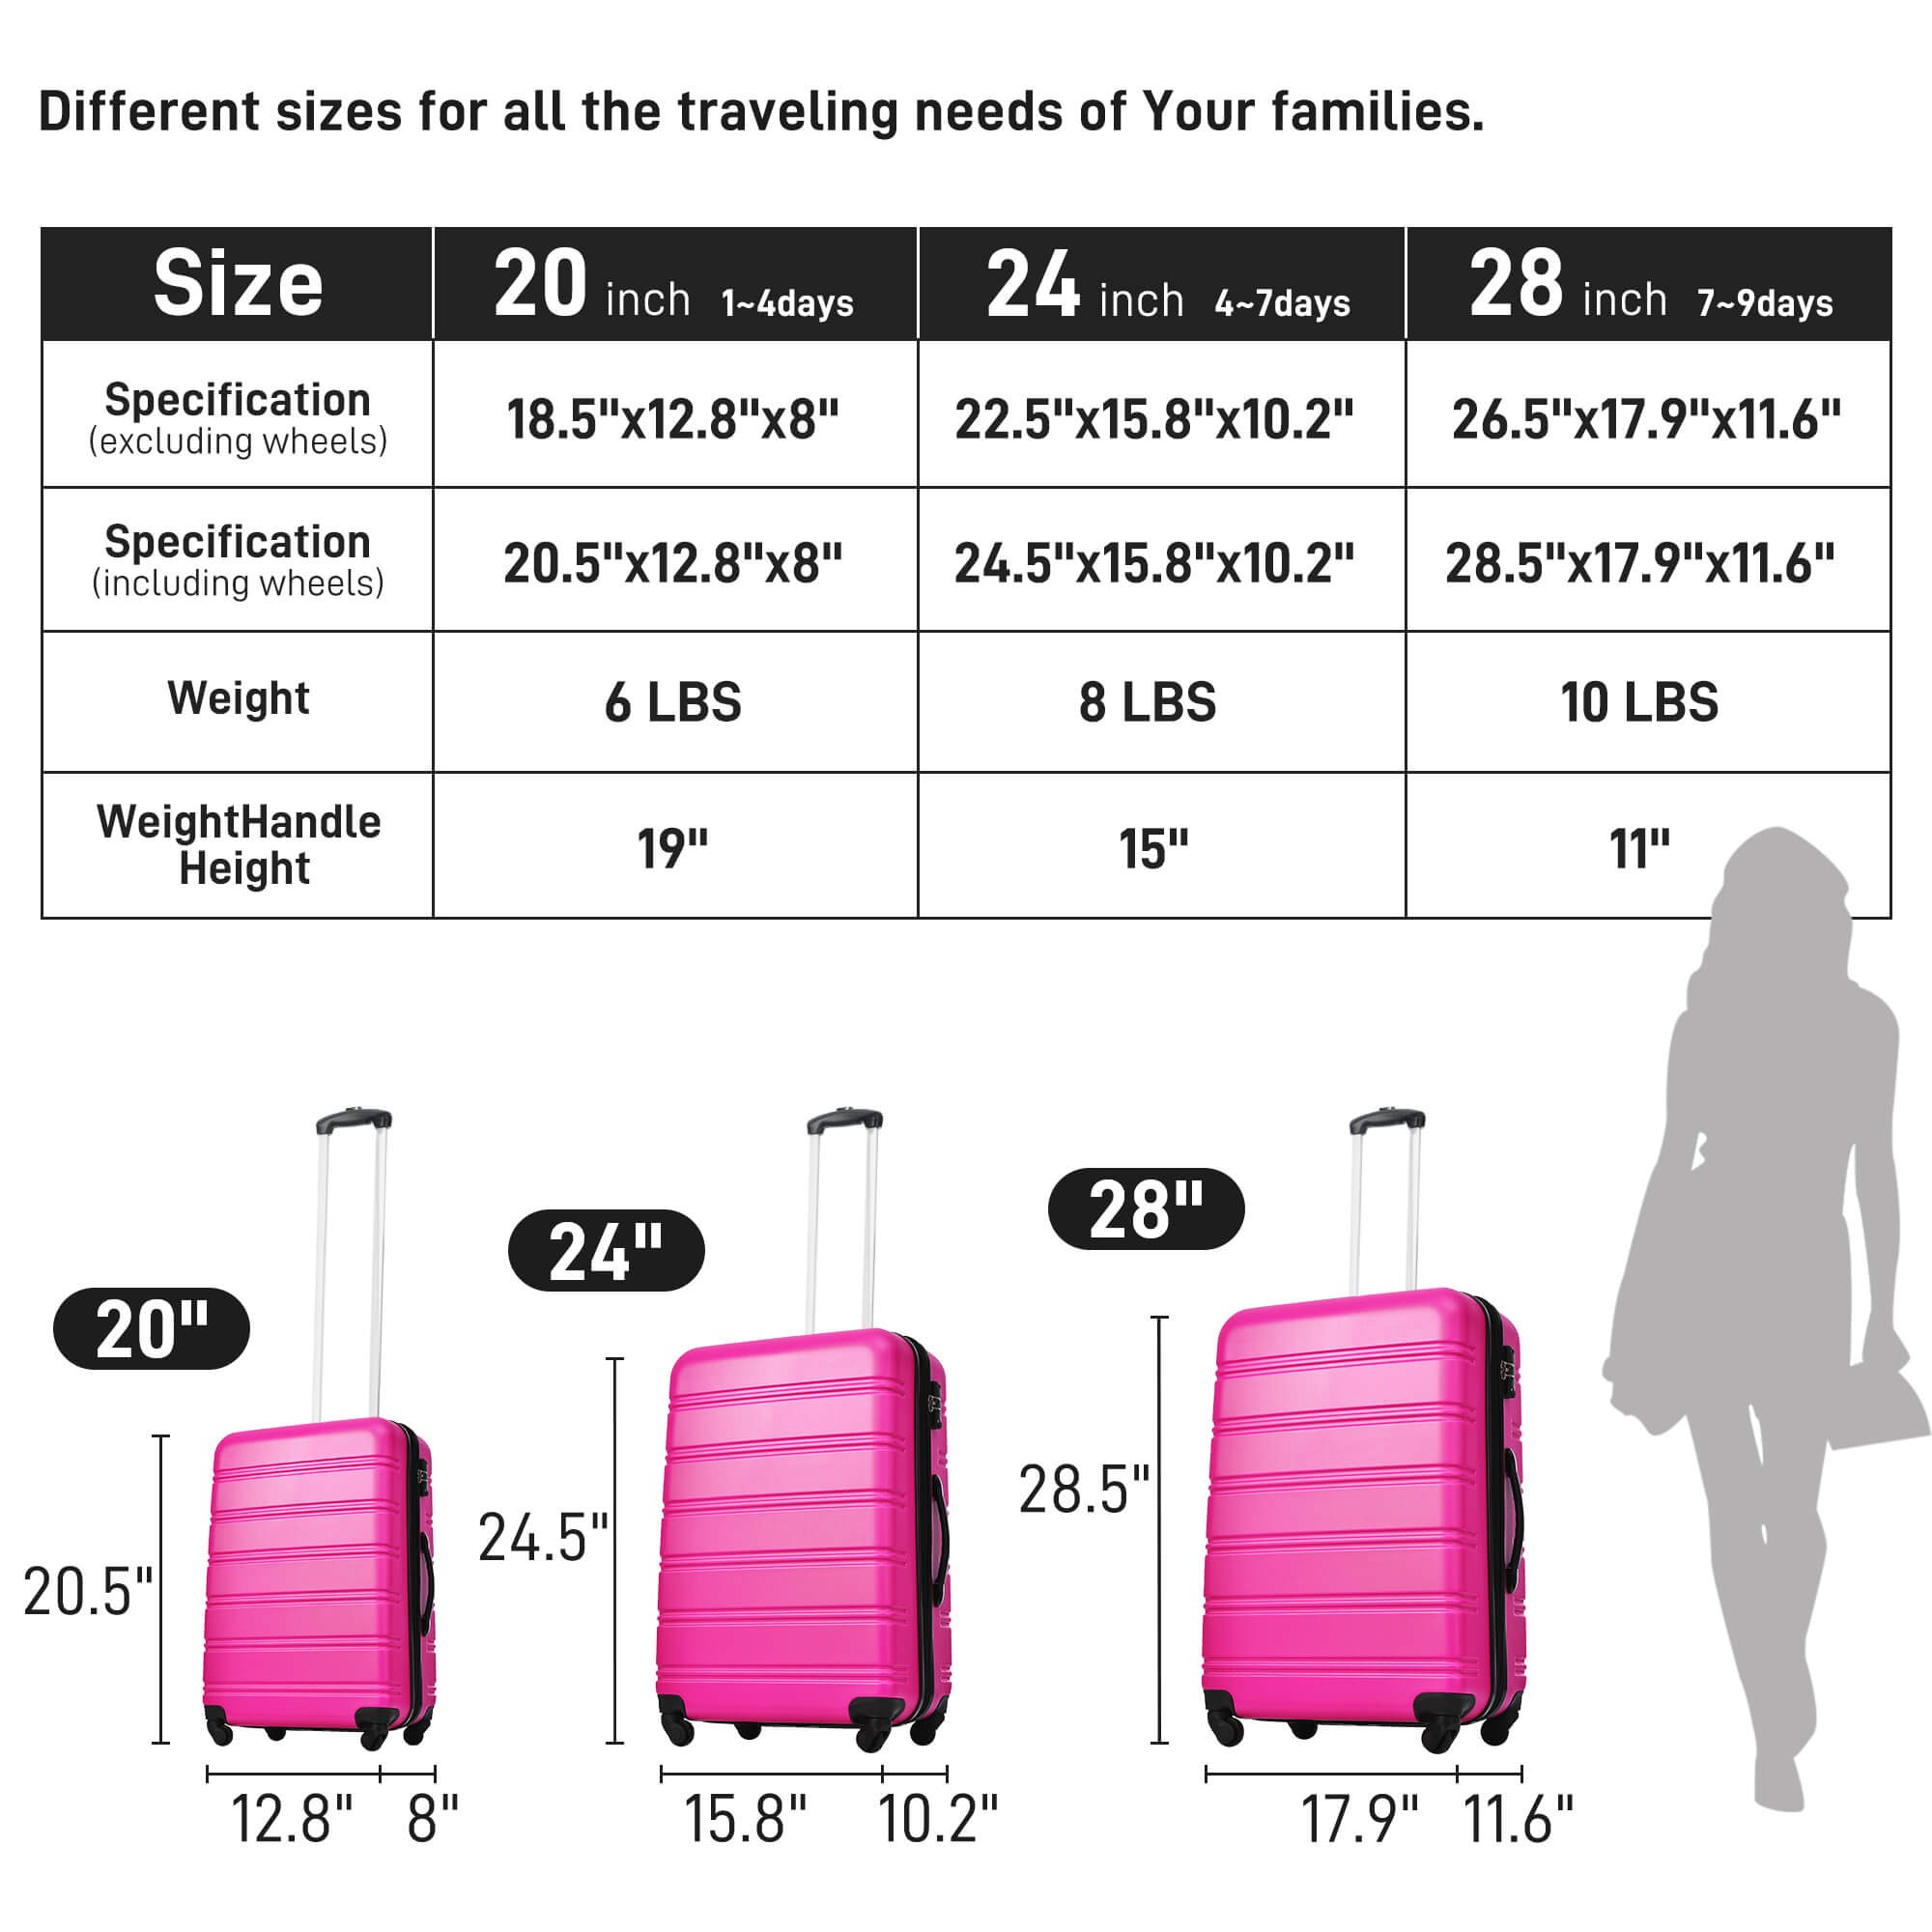 Different sizes for all the traveling needs of Your families.
Size 20 inch 1~4days 24 inch 4~7days 28 inch 7~9days
Specification
(excluding wheels)
18.5"x12.8"x8" 22.5"x15.8"x10.2" 26.5"x17.9"x11.6"
Specification
(including wheels)
20.5"x12.8"x8" 24.5"x15.8"x10.2" 28.5"x17.9"x11.6"
Weight 6 LBS 8 LBS 10 LBS
WeightHandle
Height
19" 15" 11"
20"
20.5"
12.8" 8"
24"
24.5"
15.8" 10.2"
28"
28.5"
17.9" 11.6"